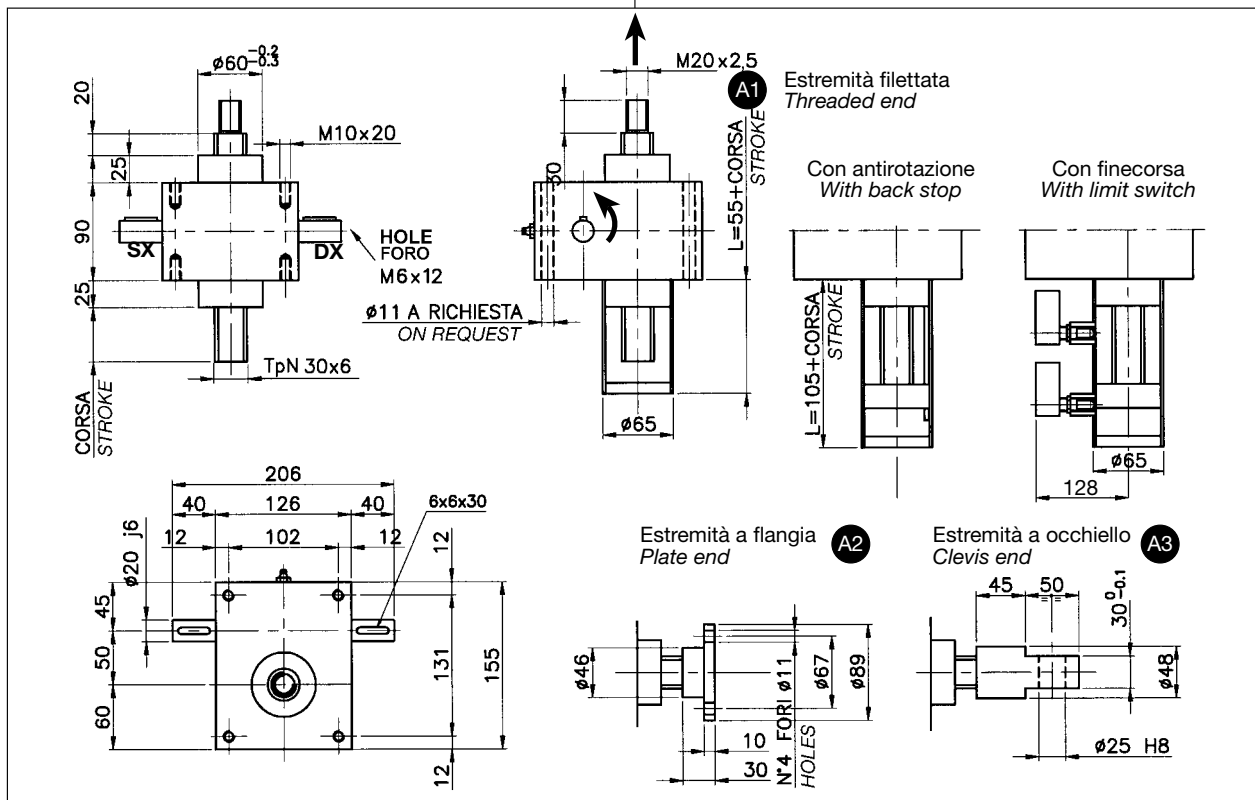 ø60 -0.2
-0.3
20
M10x20
25
90
SX
DX
HOLE
FORO
M6x12
25
ø11 A RICHIESTA
ON REQUEST
TpN 30x6
CORSA
STROKE
M20x2,5
A1
Estremità filettata
Threaded end
30
L=55+CORSA
STROKE
ø65
Con antirotazione
With back stop
L=105+CORSA
STROKE
Con finecorsa
With limit switch
ø65
128
206
40 126 40
6x6x30
12 102 12
12
ø20 j6
45
50
60
131
155
12
Estremità a flangia
Plate end
A2
ø46
N°4 FORI ø11
HOLES
ø67
ø89
10
30
Estremità a occhiello
Clevis end
A3
45 50
==
30 0
-0.1
ø48
ø25 H8